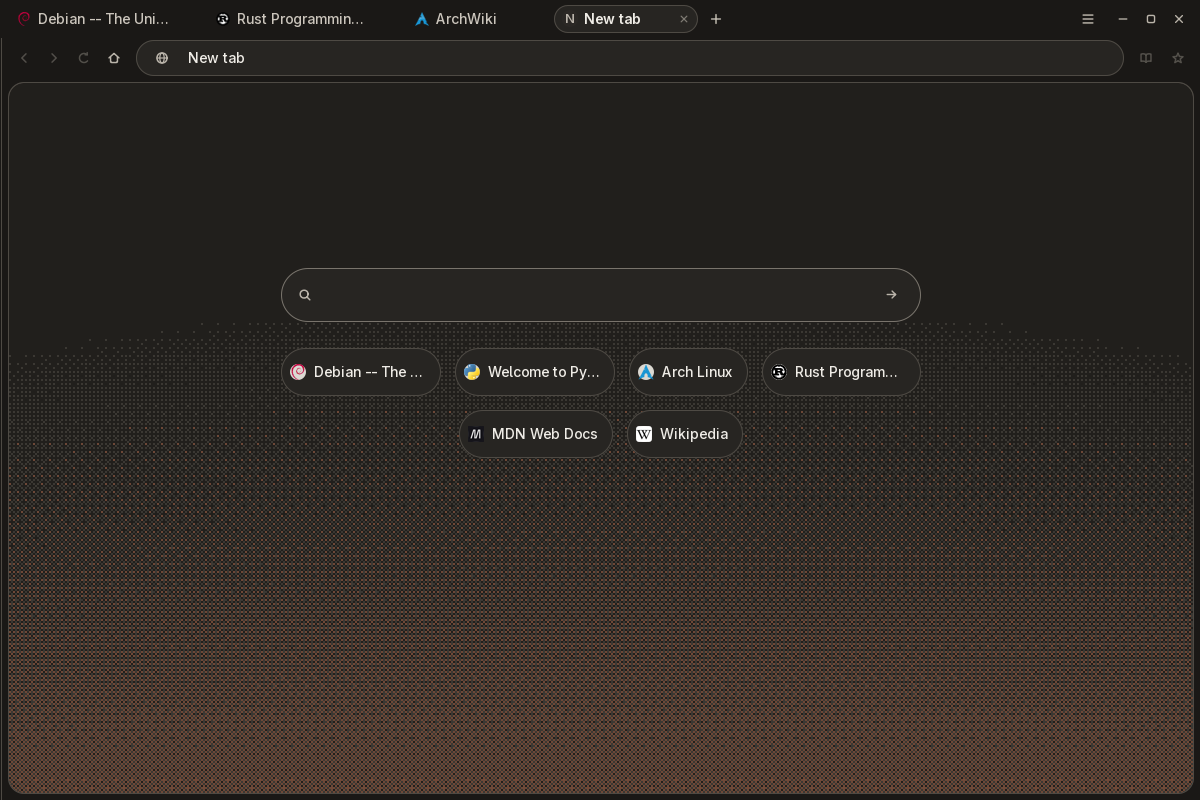 Debian -- The Uni…
Rust Programmin…
ArchWiki
N New tab
New tab
Debian -- The …
Welcome to Py…
Arch Linux
Rust Program…
MDN Web Docs
W Wikipedia